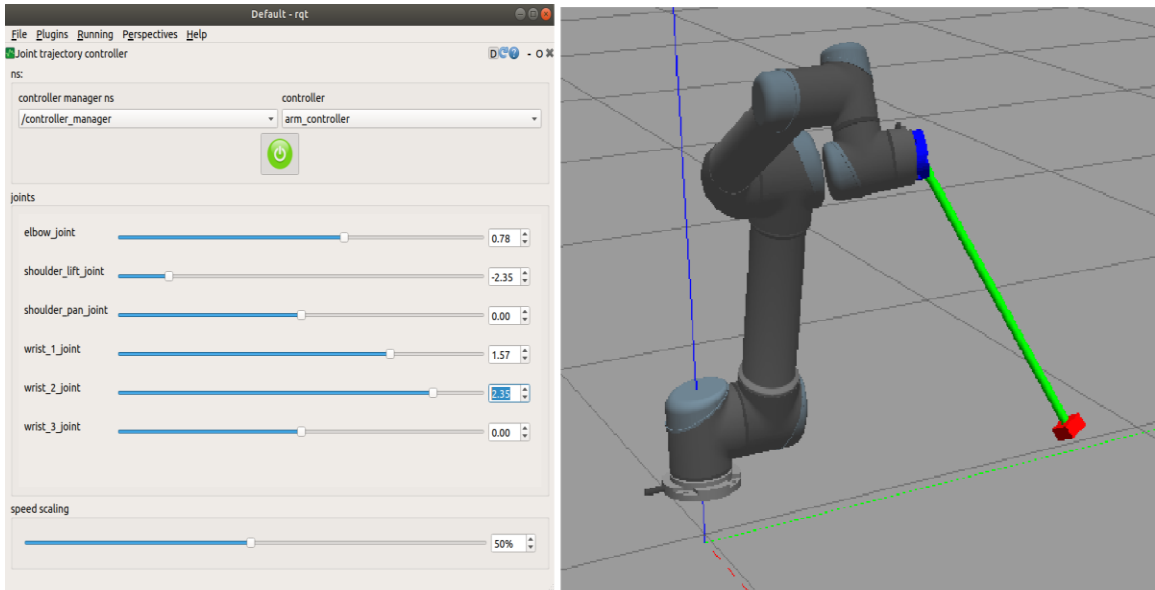 Default - rqt
File Plugins Running Perspectives Help
Joint trajectory controller
D C ? - O ✖
ns:
controller manager ns controller
/controller_manager arm_controller
joints
elbow_joint 0.78
shoulder_lift_joint -2.35
shoulder_pan_joint 0.00
wrist_1_joint 1.57
wrist_2_joint 2.35
wrist_3_joint 0.00
speed scaling
50%